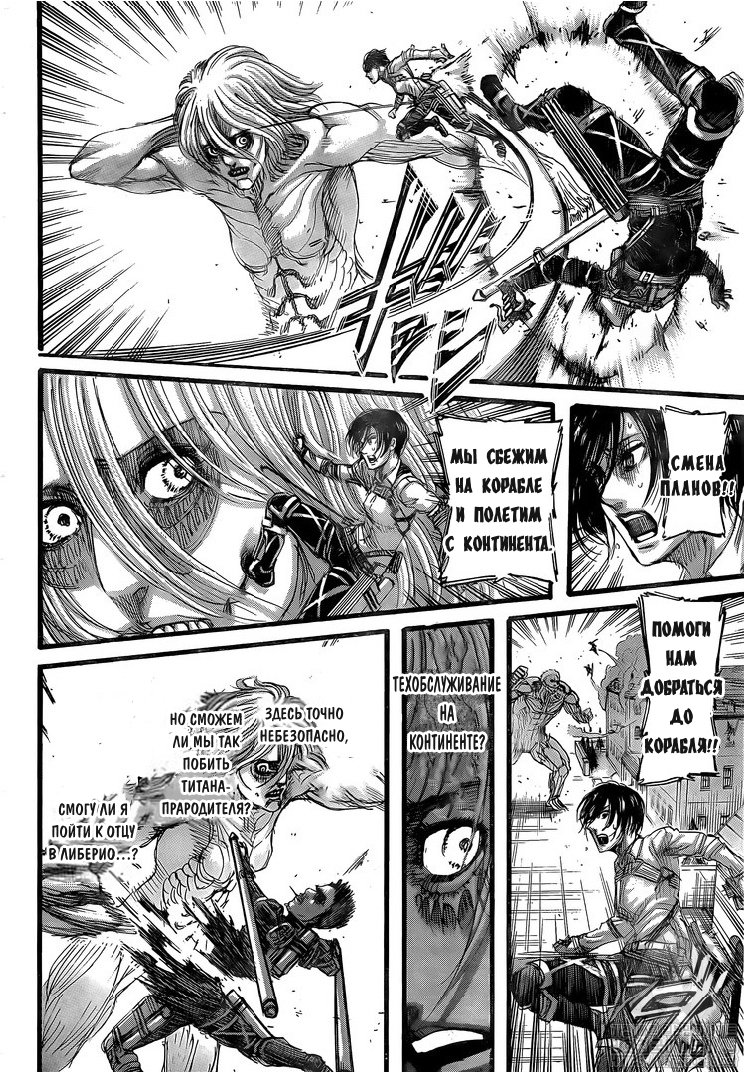 СМЕНА
ПЛАНОВ!!
МЫ СБЕЖИМ
НА КОРАБЛЕ
И ПОЛЕТИМ
С КОНТИНЕНТА.
ПОМОГИ
НАМ
ДОБРАТЬСЯ
ДО
КОРАБЛЯ!!
ТЕХОБСЛУЖИВАНИЕ
НА
КОНТИНЕНТЕ?
ЗДЕСЬ ТОЧНО
НЕБЕЗОПАСНО,
НО СМОЖЕМ
ЛИ МЫ ТАК
ПОБИТЬ
ТИТАНА-
ПРАРОДИТЕЛЯ?
СМОГУ ЛИ Я
ПОЙТИ К ОТЦУ
В ЛИБЕРИО...?